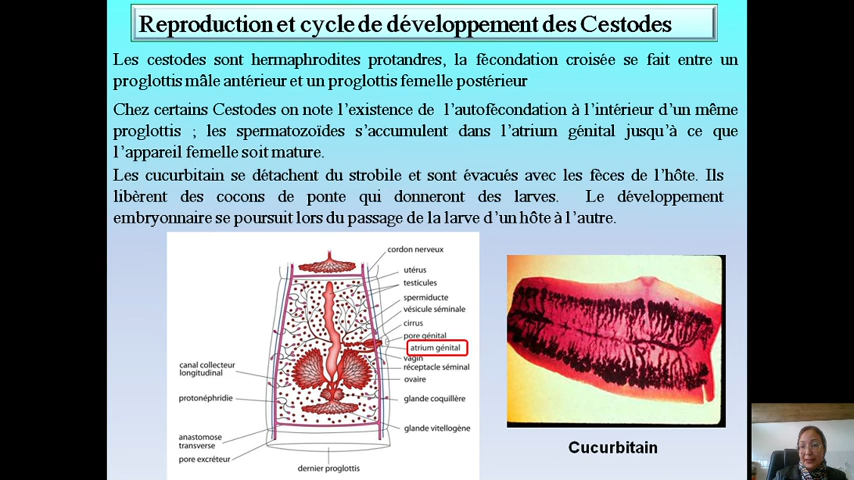 Reproduction et cycle de développement des Cestodes
Les cestodes sont hermaphrodites protandres, la fécondation croisée se fait entre un
proglottis mâle antérieur et un proglottis femelle postérieur
Chez certains Cestodes on note l'existence de l'autofécondation à l'intérieur d'un même
proglottis ; les spermatozoïdes s'accumulent dans l'atrium génital jusqu'à ce que
l'appareil femelle soit mature.
Les cucurbitain se détachent du strobile et sont évacués avec les fèces de l'hôte. Ils
libèrent des cocons de ponte qui donneront des larves. Le développement
embryonnaire se poursuit lors du passage de la larve d'un hôte à l'autre.
cordon nerveux
utérus
testicules
spermiducte
vésicule séminale
cirrus
pore génital
atrium génital
vagin
réceptacle séminal
ovaire
glande coquillère
glande vitellogène
canal collecteur
longitudinal
protonéphridie
anastomose
transverse
pore excréteur
dernier proglottis
Cucurbitain